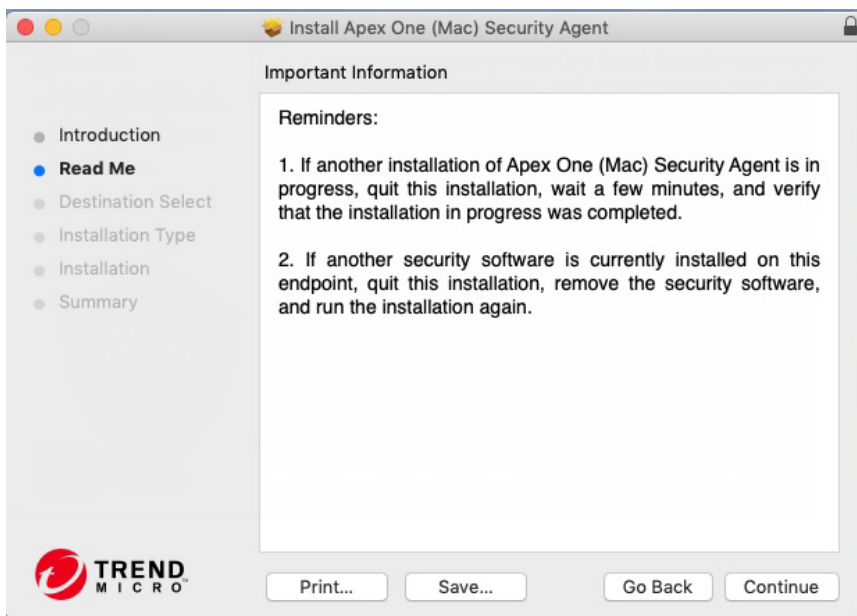 Install Apex One (Mac) Security Agent
Important Information
Introduction
Read Me
Destination Select
Installation Type
Installation
Summary
Reminders:
1. If another installation of Apex One (Mac) Security Agent is in
progress, quit this installation, wait a few minutes, and verify
that the installation in progress was completed.
2. If another security software is currently installed on this
endpoint, quit this installation, remove the security software,
and run the installation again.
TREND
MICRO™
Print...
Save...
Go Back
Continue